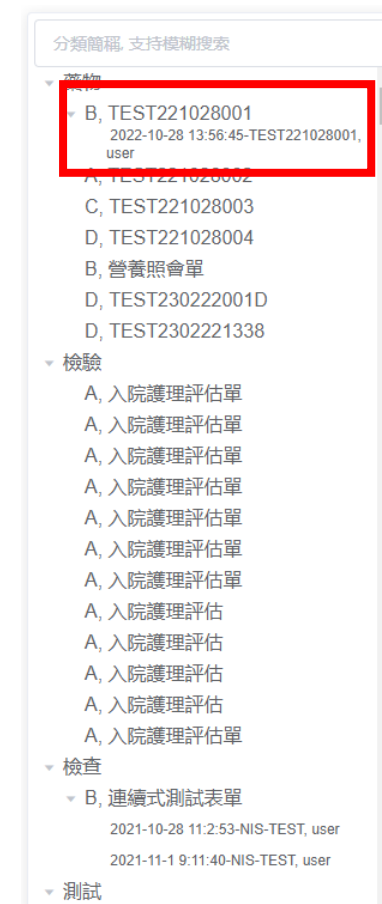 分類簡稱, 支持模糊搜索
藥物
B, TEST221028001
2022-10-28 13:56:45-TEST221028001,
user
A, TEST221028002
C, TEST221028003
D, TEST221028004
B, 營養照會單
D, TEST230222001D
D, TEST2302221338
檢驗
A, 入院護理評估單
A, 入院護理評估單
A, 入院護理評估單
A, 入院護理評估單
A, 入院護理評估單
A, 入院護理評估單
A, 入院護理評估單
A, 入院護理評估
A, 入院護理評估
A, 入院護理評估
A, 入院護理評估
A, 入院護理評估單
檢查
B, 連續式測試表單
2021-10-28 11:2:53-NIS-TEST, user
2021-11-1 9:11:40-NIS-TEST, user
測試